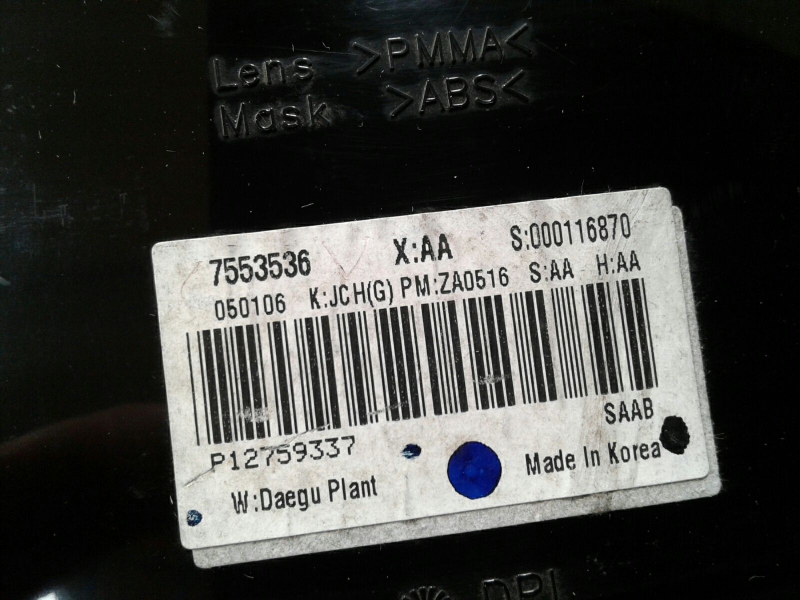 Lens >PMMA<
Mask >ABS<
7553536 X:AA S:000116870
050106 K:JCH(G) PM:ZA0516 S:AA H:AA
SAAB
P12759337
W:Daegu Plant Made In Korea